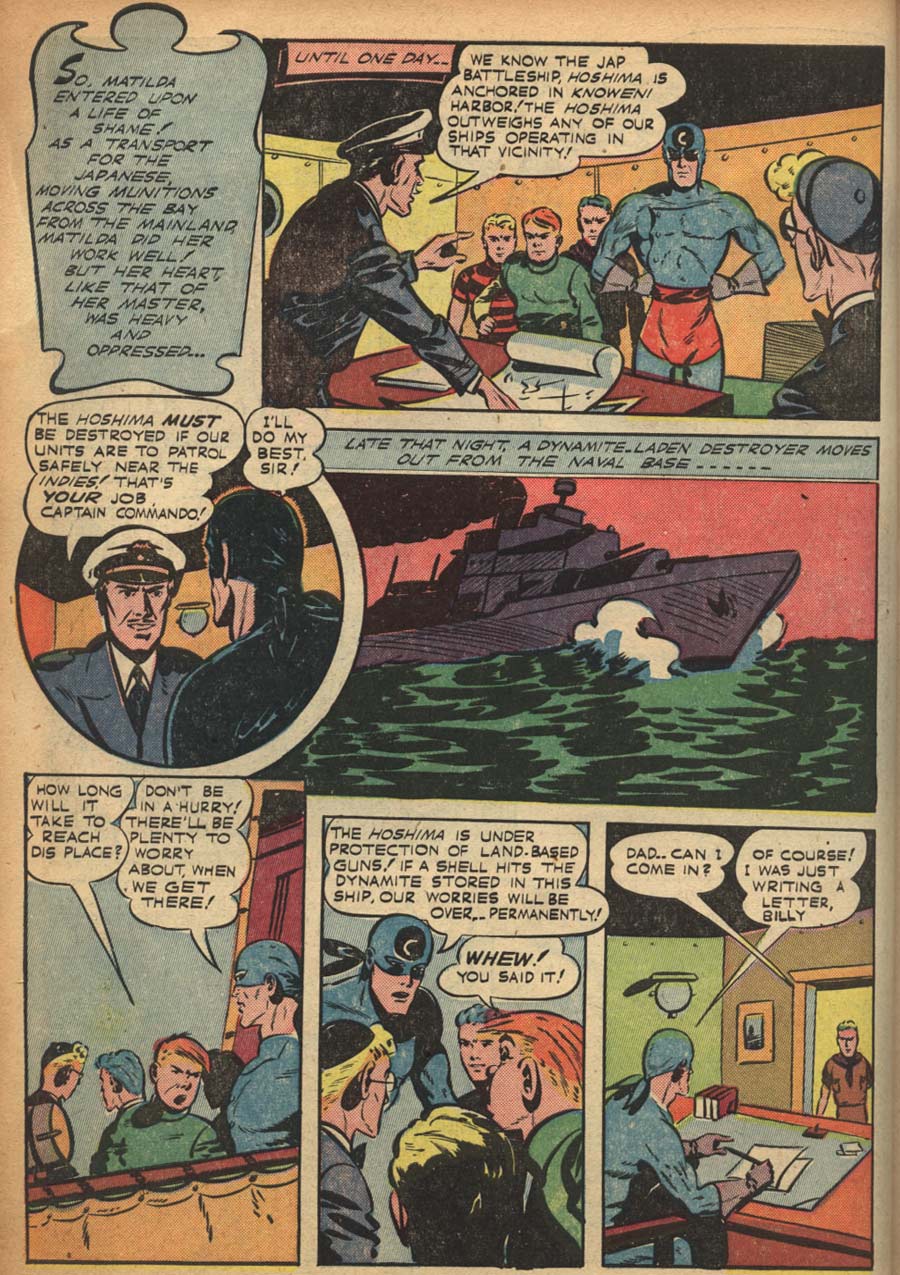 SO, MATILDA
ENTERED UPON
A LIFE OF
SHAME!
AS A TRANSPORT
FOR THE
JAPANESE,
MOVING MUNITIONS
ACROSS THE BAY
FROM THE MAINLAND,
MATILDA DID HER
WORK WELL!
BUT HER HEART,
LIKE THAT OF
HER MASTER,
WAS HEAVY
AND
OPPRESSED...
UNTIL ONE DAY--
WE KNOW THE JAP
BATTLESHIP, HOSHIMA IS
ANCHORED IN KNOWENI
HARBOR! THE HOSHIMA
OUTWEIGHS ANY OF OUR
SHIPS OPERATING IN
THAT VICINITY!
THE HOSHIMA MUST
BE DESTROYED IF OUR
UNITS ARE TO PATROL
SAFELY NEAR THE
INDIES! THAT'S
YOUR JOB,
CAPTAIN COMMANDO!
I'LL
DO MY
BEST,
SIR!
LATE THAT NIGHT, A DYNAMITE-LADEN DESTROYER MOVES
OUT FROM THE NAVAL BASE------
HOW LONG
WILL IT
TAKE TO
REACH
DIS PLACE?
DON'T BE
IN A HURRY!
THERE'LL BE
PLENTY TO
WORRY
ABOUT, WHEN
WE GET
THERE!
THE HOSHIMA IS UNDER
PROTECTION OF LAND-BASED
GUNS! IF A SHELL HITS THE
DYNAMITE STORED IN THIS
SHIP, OUR WORRIES WILL BE
OVER,-- PERMANENTLY!
WHEW!
YOU SAID IT!
DAD-- CAN I
COME IN?
OF COURSE!
I WAS JUST
WRITING A
LETTER,
BILLY